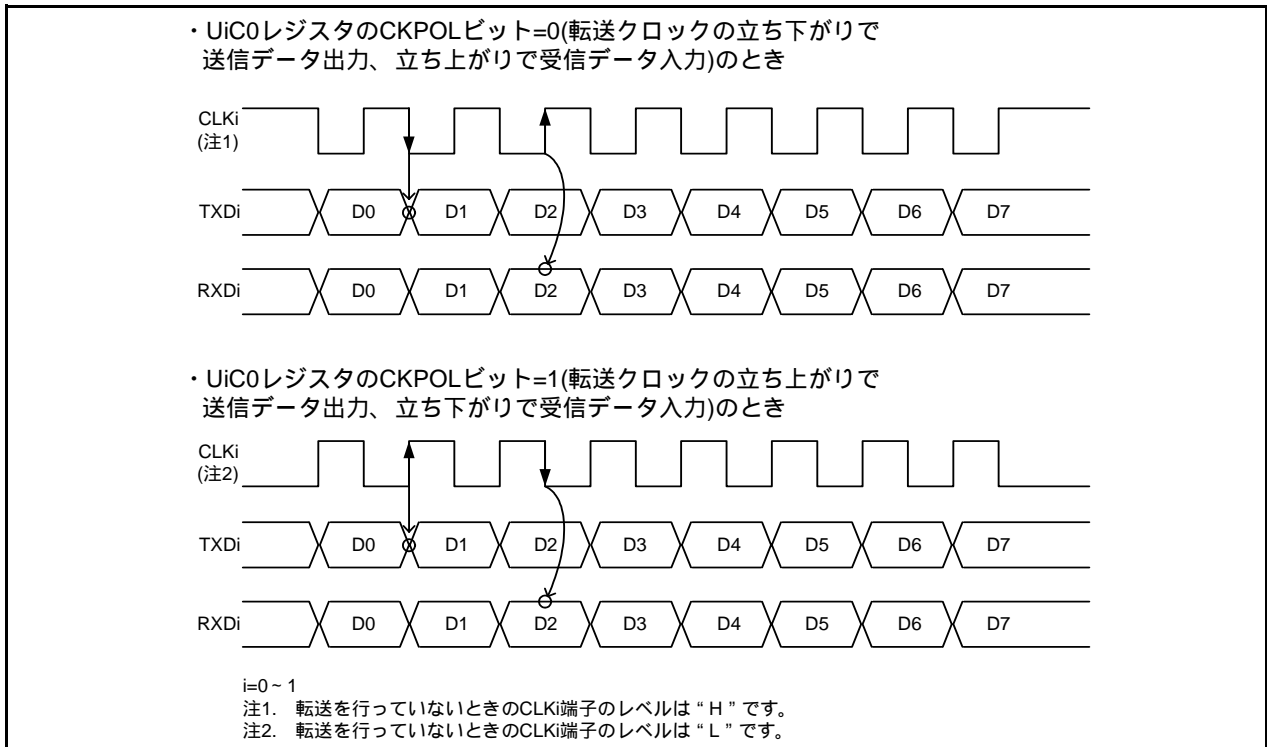 ・UiC0レジスタのCKPOLビット=0(転送クロックの立ち下がりで
送信データ出力、立ち上がりで受信データ入力)のとき
CLKi
(注1)
TXDi D0 D1 D2 D3 D4 D5 D6 D7
RXDi D0 D1 D2 D3 D4 D5 D6 D7
・UiC0レジスタのCKPOLビット=1(転送クロックの立ち上がりで
送信データ出力、立ち下がりで受信データ入力)のとき
CLKi
(注2)
TXDi D0 D1 D2 D3 D4 D5 D6 D7
RXDi D0 D1 D2 D3 D4 D5 D6 D7
i=0~1
注1. 転送を行っていないときのCLKi端子のレベルは“H”です。
注2. 転送を行っていないときのCLKi端子のレベルは“L”です。